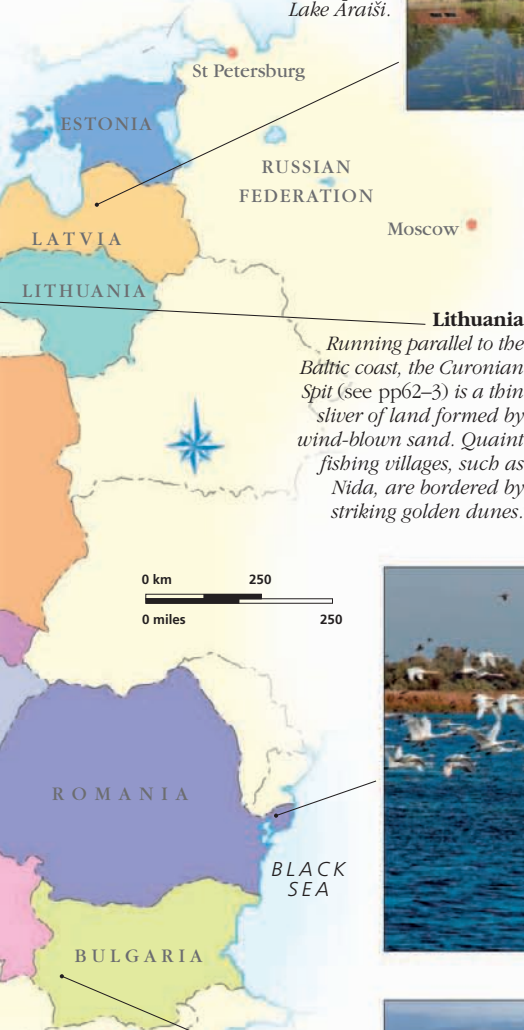 Lake Āraiši.
St Petersburg
ESTONIA
RUSSIAN
FEDERATION
Moscow
LATVIA
LITHUANIA
Lithuania
Running parallel to the
Baltic coast, the Curonian
Spit (see pp62–3) is a thin
sliver of land formed by
wind-blown sand. Quaint
fishing villages, such as
Nida, are bordered by
striking golden dunes.
0 km 250
0 miles 250
ROMANIA
BLACK
SEA
BULGARIA